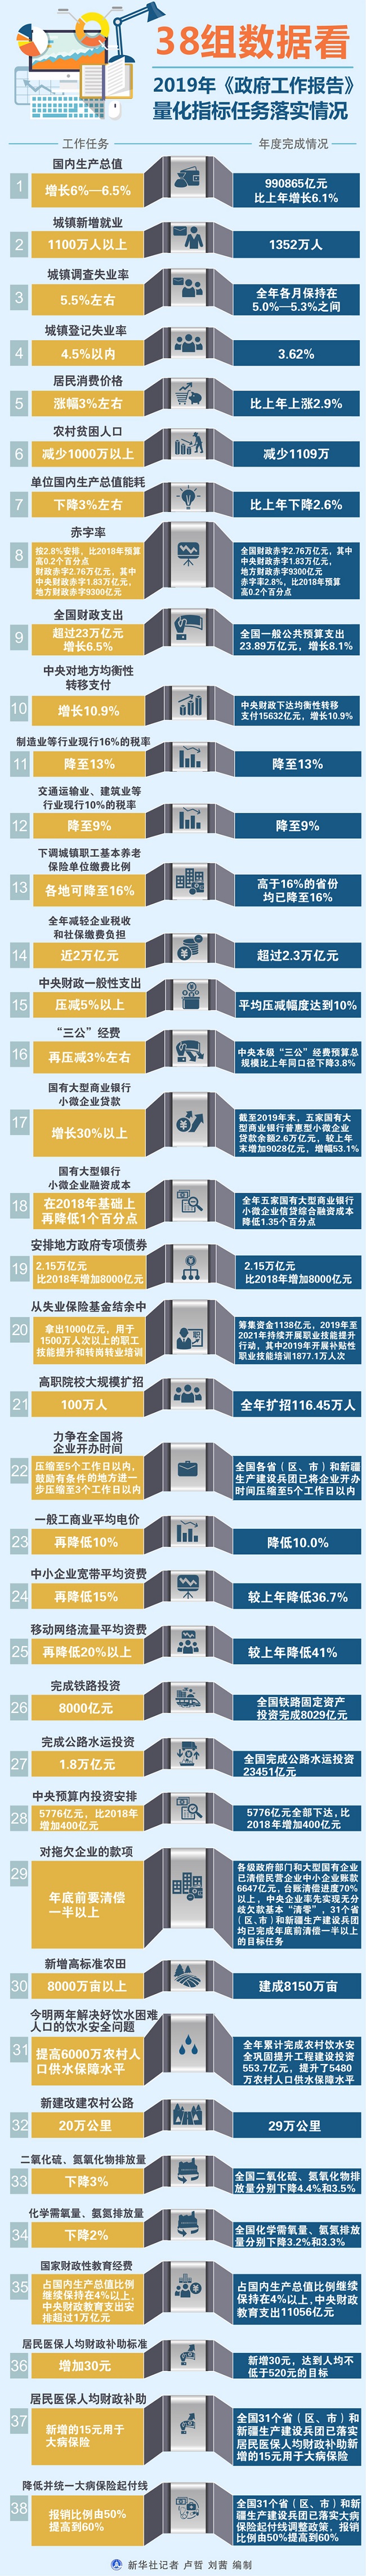 38组数据看
2019年《政府工作报告》
量化指标任务落实情况
工作任务
年度完成情况
国内生产总值
1
增长6%—6.5%
990865亿元
比上年增长6.1%
城镇新增就业
2
1100万人以上
1352万人
城镇调查失业率
3
5.5%左右
全年各月保持在
5.0%—5.3%之间
城镇登记失业率
4
4.5%以内
3.62%
居民消费价格
5
涨幅3%左右
比上年上涨2.9%
农村贫困人口
6
减少1000万以上
减少1109万
单位国内生产总值能耗
7
下降3%左右
比上年下降2.6%
赤字率
8
按2.8%安排，比2018年预算
高0.2个百分点
财政赤字2.76万亿元，其中
中央财政赤字1.83万亿元，
地方财政赤字9300亿元
全国财政赤字2.76万亿元，其中
中央财政赤字1.83万亿元，
地方财政赤字9300亿元
赤字率2.8%，比2018年预算
高0.2个百分点
全国财政支出
9
超过23万亿元
增长6.5%
全国一般公共预算支出
23.89万亿元，增长8.1%
中央对地方均衡性
转移支付
10
增长10.9%
中央财政下达均衡性转移
支付15632亿元，增长10.9%
制造业等行业现行16%的税率
11
降至13%
降至13%
交通运输业、建筑业等
行业现行10%的税率
12
降至9%
降至9%
下调城镇职工基本养老
保险单位缴费比例
13
各地可降至16%
高于16%的省份
均已降至16%
全年减轻企业税收
和社保缴费负担
14
近2万亿元
超过2.3万亿元
中央财政一般性支出
15
压减5%以上
平均压减幅度达到10%
“三公”经费
16
再压减3%左右
中央本级“三公”经费预算总
规模比上年同口径下降3.8%
国有大型商业银行
小微企业贷款
17
增长30%以上
截至2019年末，五家国有大
型商业银行普惠型小微企业
贷款余额2.6万亿元，较上年
末增加9028亿元，增幅53.1%
国有大型银行
小微企业融资成本
18
在2018年基础上
再降低1个百分点
全年五家国有大型商业银行
小微企业信贷综合融资成本
降低1.35个百分点
安排地方政府专项债券
19
2.15万亿元
比2018年增加8000亿元
2.15万亿元
比2018年增加8000亿元
从失业保险基金结余中
20
拿出1000亿元，用于
1500万人次以上的职工
技能提升和转岗转业培训
筹集资金1138亿元，2019年至
2021年持续开展职业技能提升
行动，其中2019年开展补贴性
职业技能培训1877.1万人次
高职院校大规模扩招
21
100万人
全年扩招116.45万人
力争在全国将
企业开办时间
22
压缩至5个工作日以内，
鼓励有条件的地方进一
步压缩至3个工作日以内
全国各省（区、市）和新疆
生产建设兵团已将企业开办
时间压缩至5个工作日以内
一般工商业平均电价
23
再降低10%
降低10.0%
中小企业宽带平均资费
24
再降低15%
较上年降低36.7%
移动网络流量平均资费
25
再降低20%以上
较上年降低41%
完成铁路投资
26
8000亿元
全国铁路固定资产
投资完成8029亿元
完成公路水运投资
27
1.8万亿元
全国完成公路水运投资
23451亿元
中央预算内投资安排
28
5776亿元，比2018年
增加400亿元
5776亿元全部下达，比
2018年增加400亿元
对拖欠企业的款项
29
年底前要清偿
一半以上
各级政府部门和大型国有企业
已清偿民营企业中小企业账款
6647亿元，台账清偿进度70%
以上，中央企业率先实现无分
歧欠款基本“清零”，31个省
（区、市）和新疆生产建设兵团
均已完成年底前清偿一半以上
的目标任务
新增高标准农田
30
8000万亩以上
建成8150万亩
今明两年解决好饮水困难
人口的饮水安全问题
31
提高6000万农村人
口供水保障水平
全年累计完成农村饮水安
全巩固提升工程建设投资
553.7亿元，提升了5480
万农村人口供水保障水平
新建改建农村公路
32
20万公里
29万公里
二氧化硫、氮氧化物排放量
33
下降3%
全国二氧化硫、氮氧化物排
放量分别下降4.4%和3.5%
化学需氧量、氨氮排放量
34
下降2%
全国化学需氧量、氨氮排放
量分别下降3.2%和3.3%
国家财政性教育经费
35
占国内生产总值比例
继续保持在4%以上，
中央财政教育支出安
排超过1万亿元
占国内生产总值比例继续
保持在4%以上，中央财政
教育支出11056亿元
居民医保人均财政补助标准
36
增加30元
新增30元，达到人均不
低于520元的目标
居民医保人均财政补助
37
新增的15元用于
大病保险
全国31个省（区、市）和
新疆生产建设兵团已落实
居民医保人均财政补助新
增的15元用于大病保险
降低并统一大病保险起付线
38
报销比例由50%
提高到60%
全国31个省（区、市）和新
疆生产建设兵团已落实大病
保险起付线调整政策，报销
比例由50%提高到60%
新华社记者 卢哲 刘茜 编制